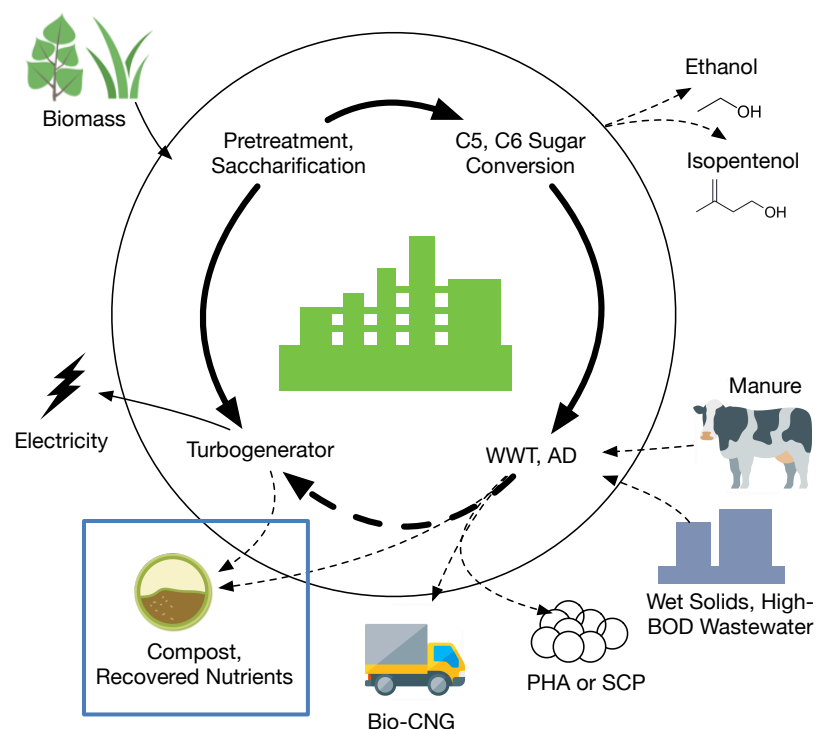 Ethanol
OH
Biomass
Pretreatment,
Saccharification
C5, C6 Sugar
Conversion
Isopentenol
OH
Manure
Electricity
Turbogenerator
WWT, AD
Wet Solids, High-
BOD Wastewater
Compost,
Recovered Nutrients
PHA or SCP
Bio-CNG